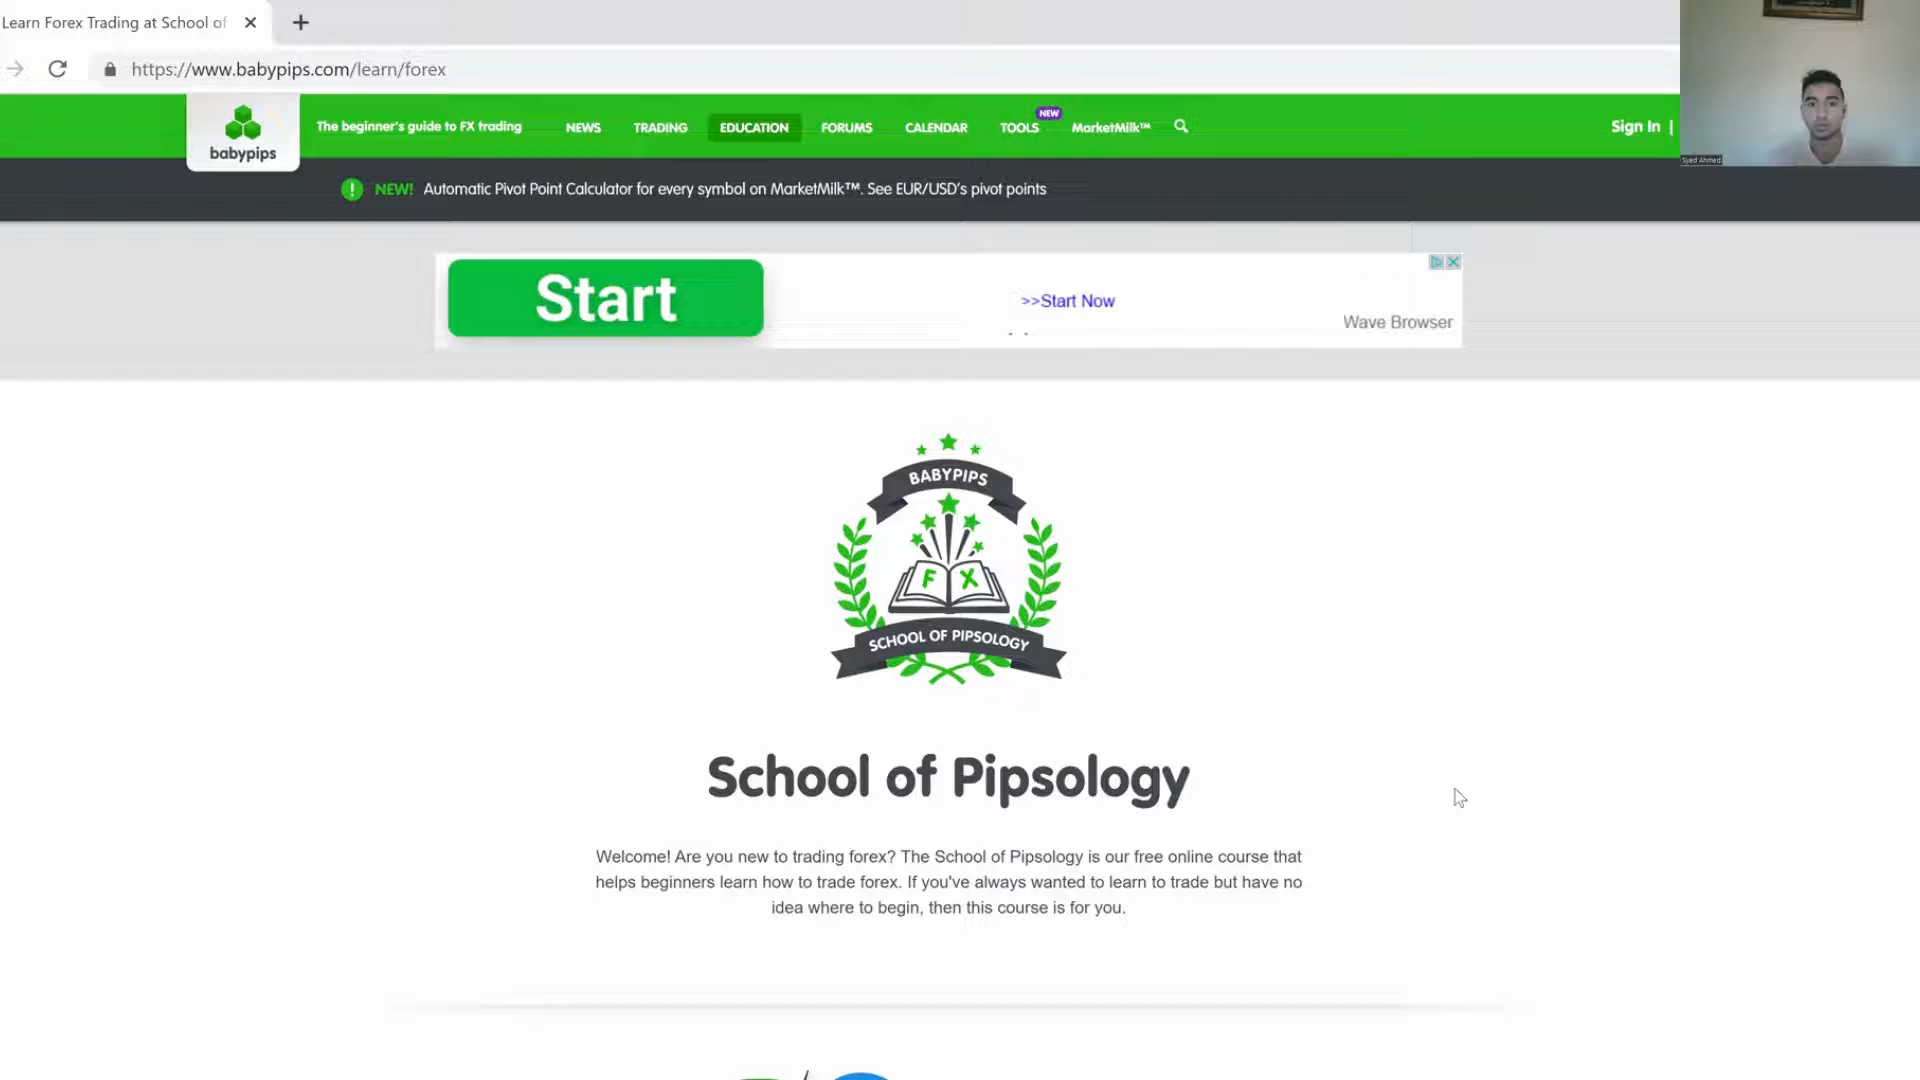 Learn Forex Trading at School of
https://www.babypips.com/learn/forex
babypips
The beginner's guide to FX trading
NEWS
TRADING
EDUCATION
FORUMS
CALENDAR
TOOLS
NEW
MarketMilk™
Sign In |
Syed Ahmed
NEW! Automatic Pivot Point Calculator for every symbol on MarketMilk™. See EUR/USD's pivot points
Start
>>Start Now
Wave Browser
BABYPIPS
F X
SCHOOL OF PIPSOLOGY
School of Pipsology
Welcome! Are you new to trading forex? The School of Pipsology is our free online course that
helps beginners learn how to trade forex. If you've always wanted to learn to trade but have no
idea where to begin, then this course is for you.